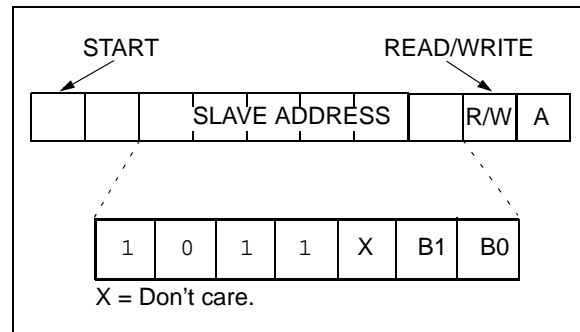 START READ/WRITE
SLAVE ADDRESS R/W A
1 0 1 1 X B1 B0
X = Don't care.